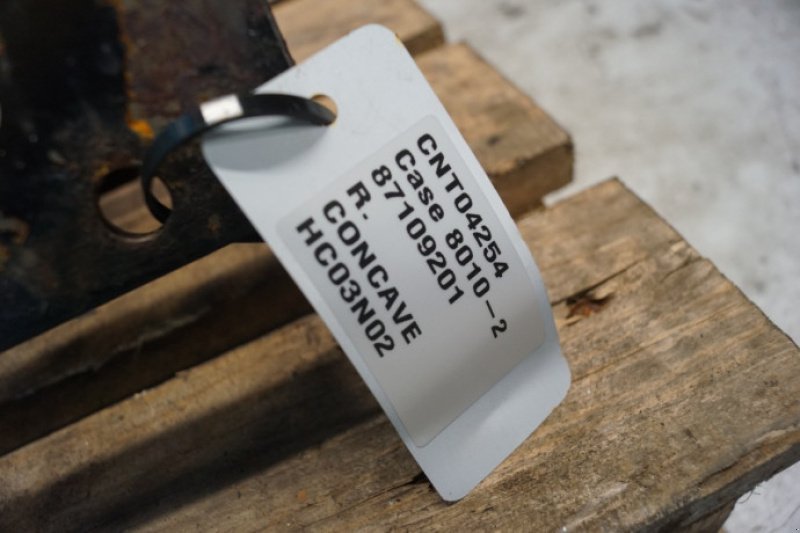 CNT04254
Case 8010-2
87109201
R. CONCAVE
HC03N02